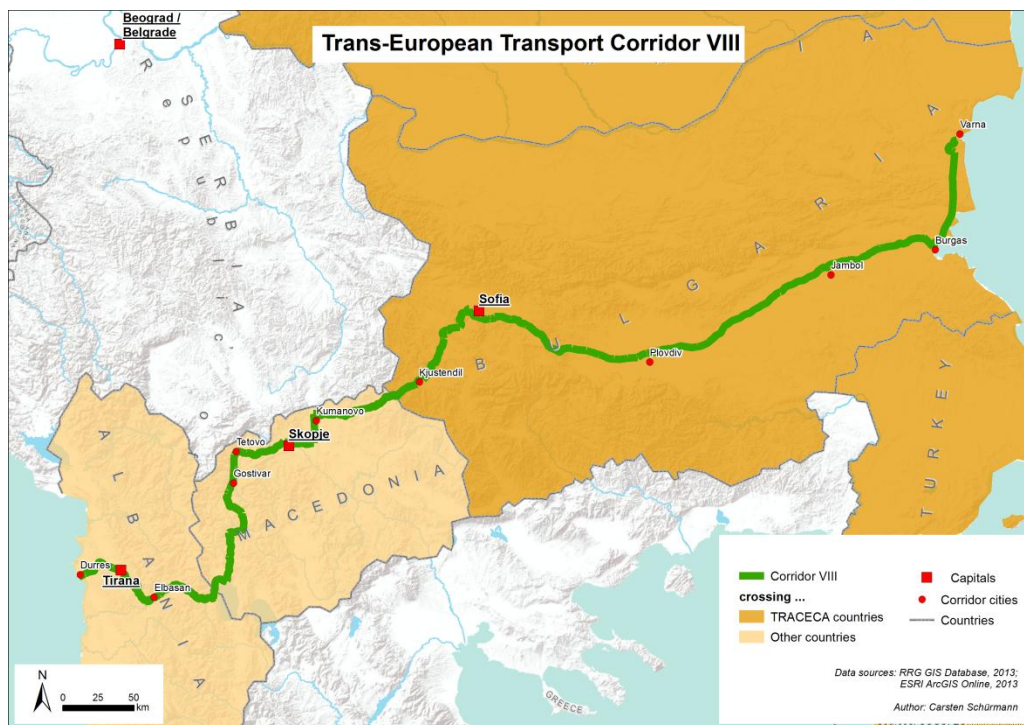 Beograd /
Belgrade
Trans-European Transport Corridor VIII
Varna
Burgas
Jambol
Sofia
Plovdiv
Kjustendil
Kumanovo
Skopje
Tetovo
Gostivar
Durres
Tirana
Elbasan
SERBIA
BULGARIA
MACEDONIA
ALBANIA
TURKEY
GREECE
Corridor VIII
crossing ...
TRACECA countries
Other countries
Capitals
Corridor cities
Countries
N
0 25 50
km
Data sources: RRG GIS Database, 2013;
ESRI ArcGIS Online, 2013
Author: Carsten Schürmann